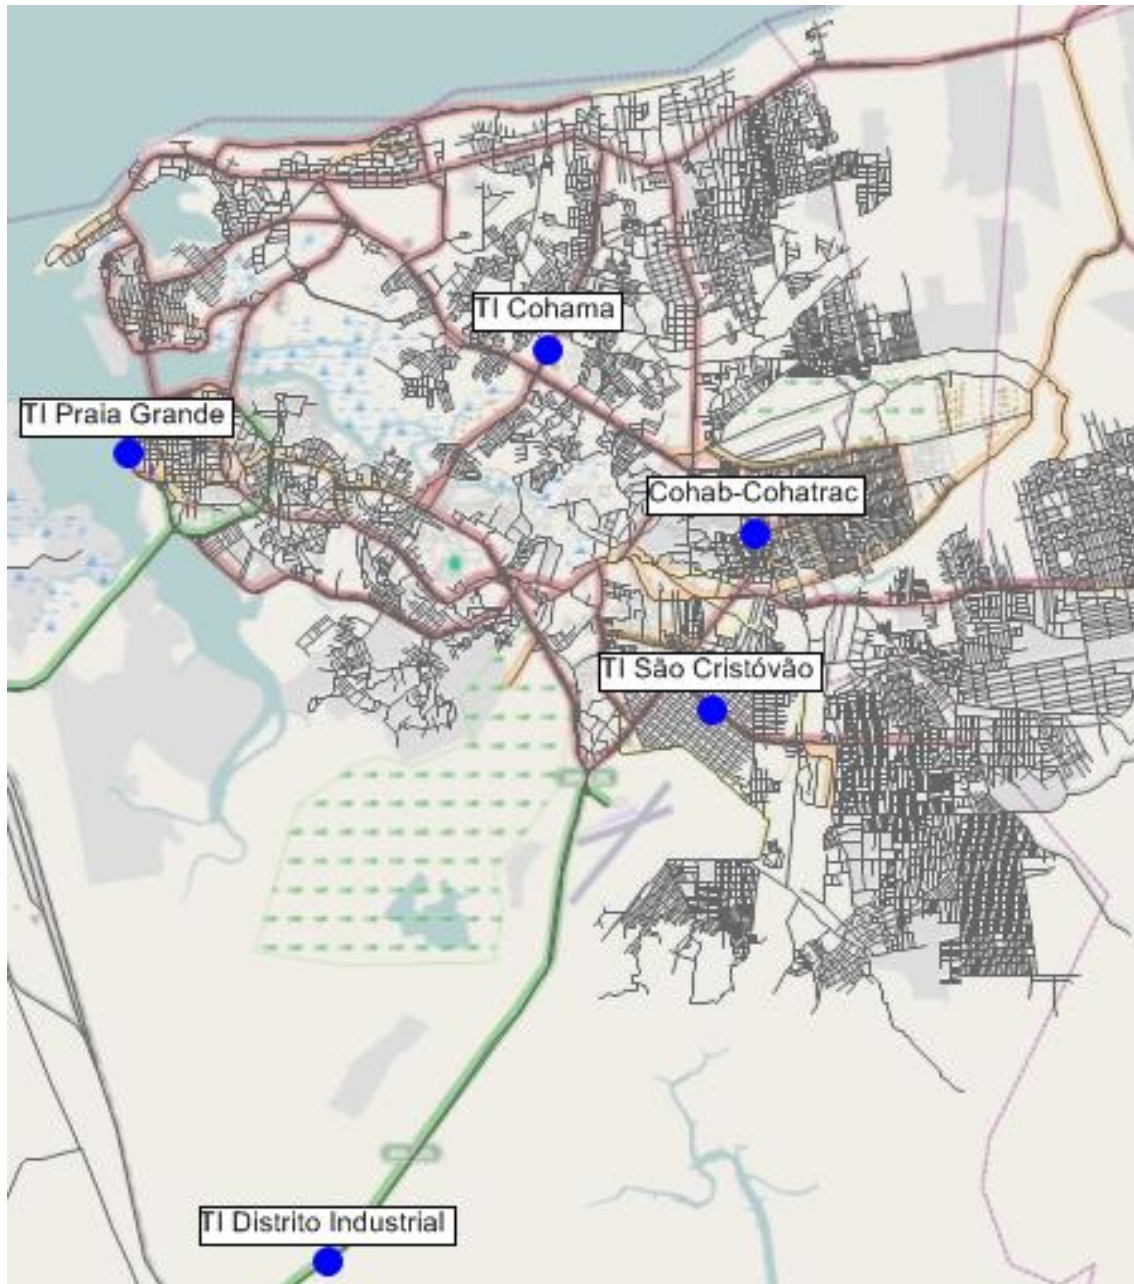 TI Cohama
TI Praia Grande
Cohab-Cohatrac
TI São Cristóvão
TI Distrito Industrial